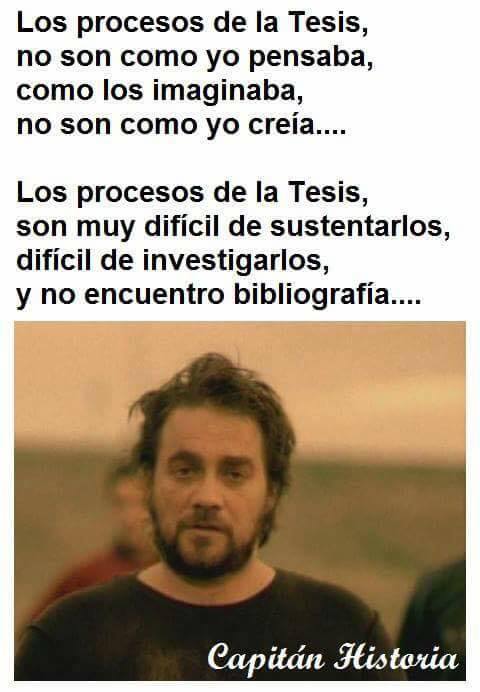 Los procesos de la Tesis,
no son como yo pensaba,
como los imaginaba,
no son como yo creía....
Los procesos de la Tesis,
son muy difícil de sustentarlos,
difícil de investigarlos,
y no encuentro bibliografía....
Capitán Historia